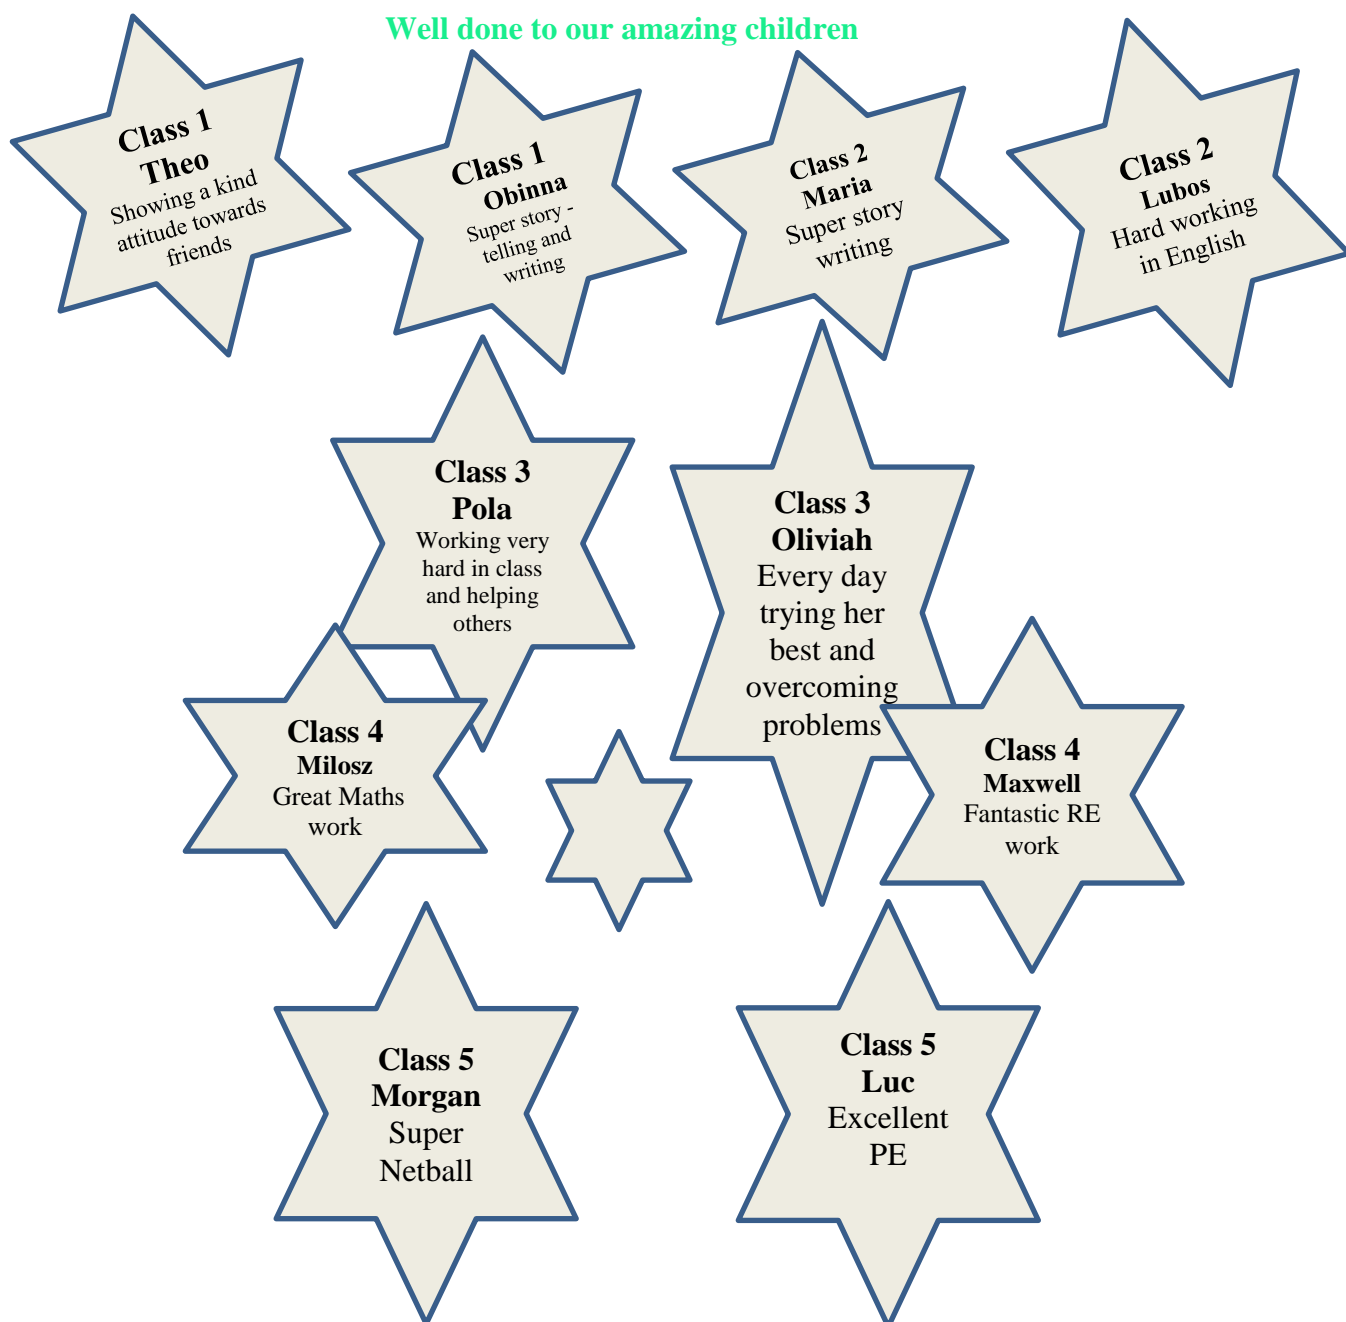 Well done to our amazing children
Class 1
Theo
Showing a kind
attitude towards
friends
Class 1
Obinna
Super story -
telling and
writing
Class 2
Maria
Super story
writing
Class 2
Lubos
Hard working
in English
Class 3
Pola
Working very
hard in class
and helping
others
Class 3
Oliviah
Every day
trying her
best and
overcoming
problems
Class 4
Milosz
Great Maths
work
Class 4
Maxwell
Fantastic RE
work
Class 5
Morgan
Super
Netball
Class 5
Luc
Excellent
PE